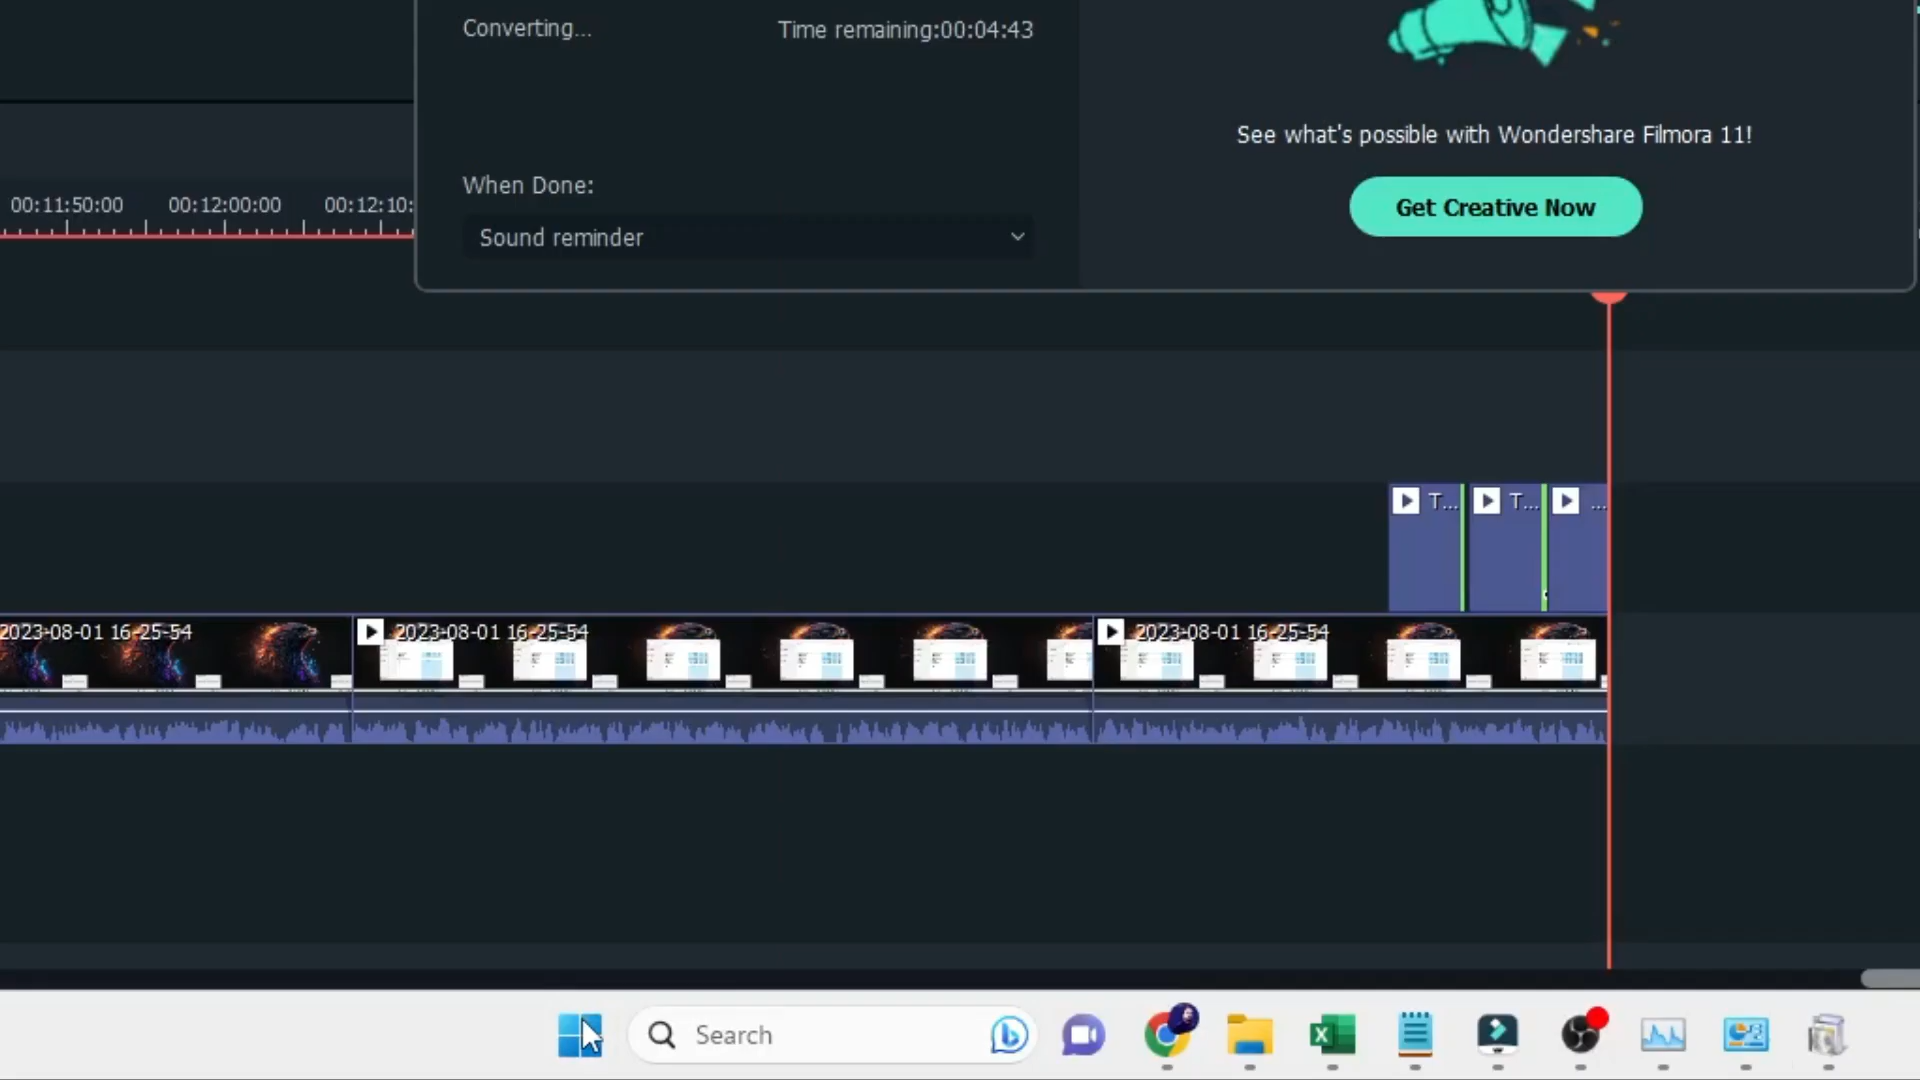 Converting...
Time remaining:00:04:43
See what's possible with Wondershare Filmora 11!
When Done:
Get Creative Now
00:11:50:00
00:12:00:00
00:12:10:
Sound reminder
T...
T...
...
2023-08-01 16-25-54
2023-08-01 16-25-54
2023-08-01 16-25-54
Search